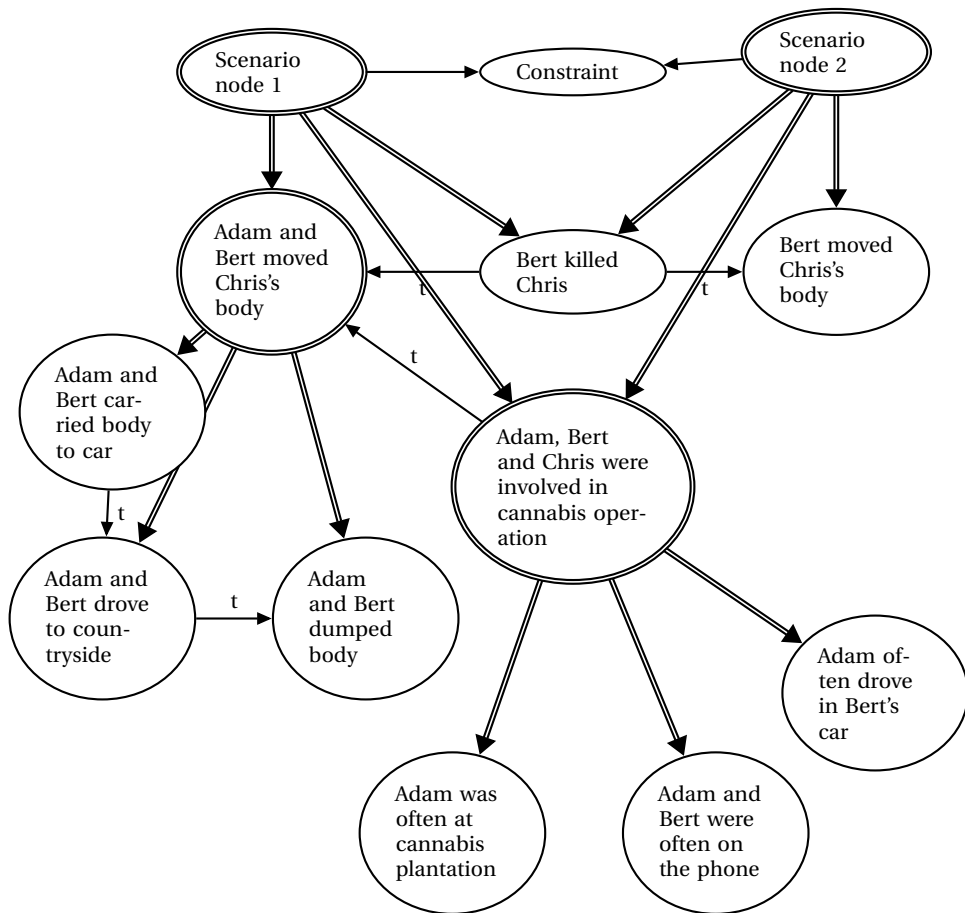 Scenario
node 1
Constraint
Scenario
node 2
Adam and
Bert moved
Chris's
body
Bert killed
Chris
Bert moved
Chris's
body
t
t
t
Adam and
Bert car-
ried body
to car
Adam, Bert
and Chris were
involved in
cannabis oper-
ation
t
Adam and
Bert drove
to coun-
tryside
t
Adam
and Bert
dumped
body
Adam of-
ten drove
in Bert's
car
Adam was
often at
cannabis
plantation
Adam and
Bert were
often on
the phone